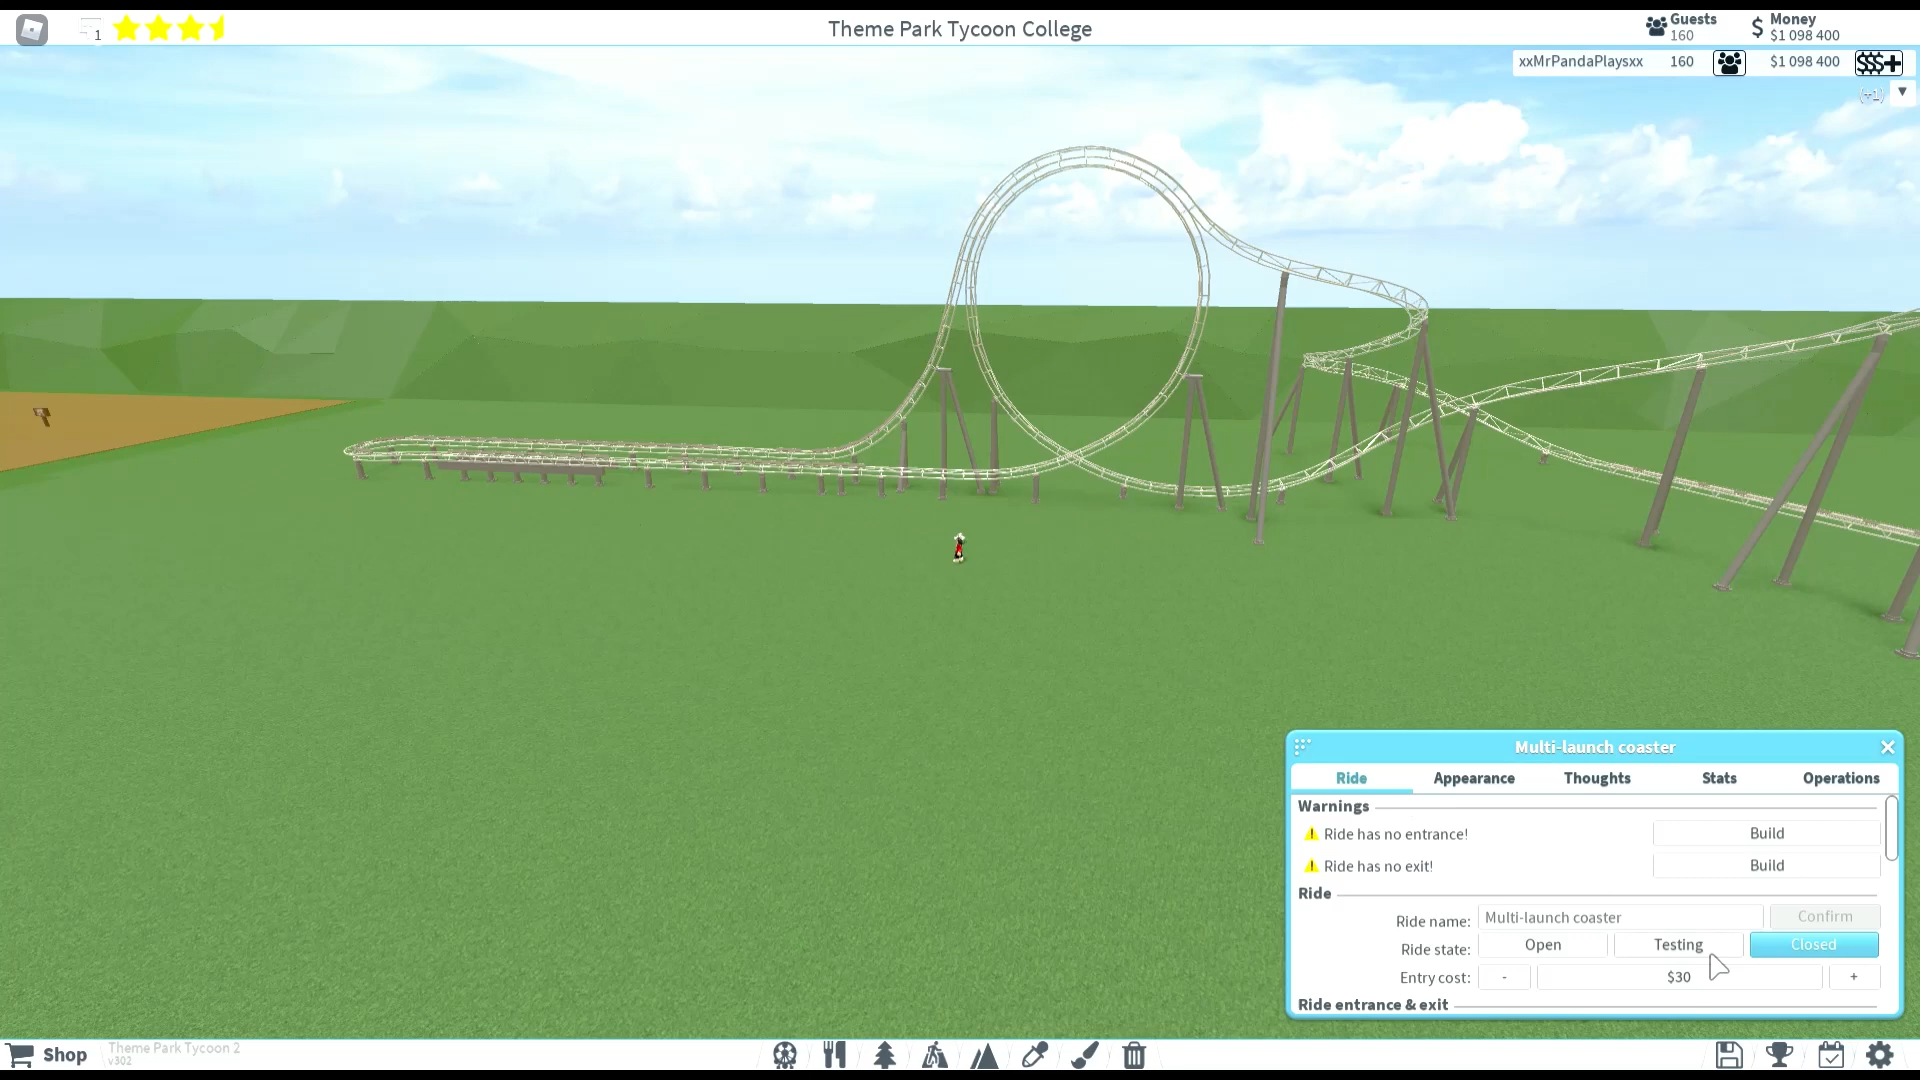 1
Theme Park Tycoon College
Guests
160
$ Money
$1 098 400
xxMrPandaPlaysxx 160 $1 098 400 $$$+
(+1) ▼
Multi-launch coaster
Ride Appearance Thoughts Stats Operations
Warnings
Ride has no entrance! Build
Ride has no exit! Build
Ride
Ride name: Multi-launch coaster Confirm
Ride state: Open Testing Closed
Entry cost: - $30 +
Ride entrance & exit
Shop
Theme Park Tycoon 2
v302